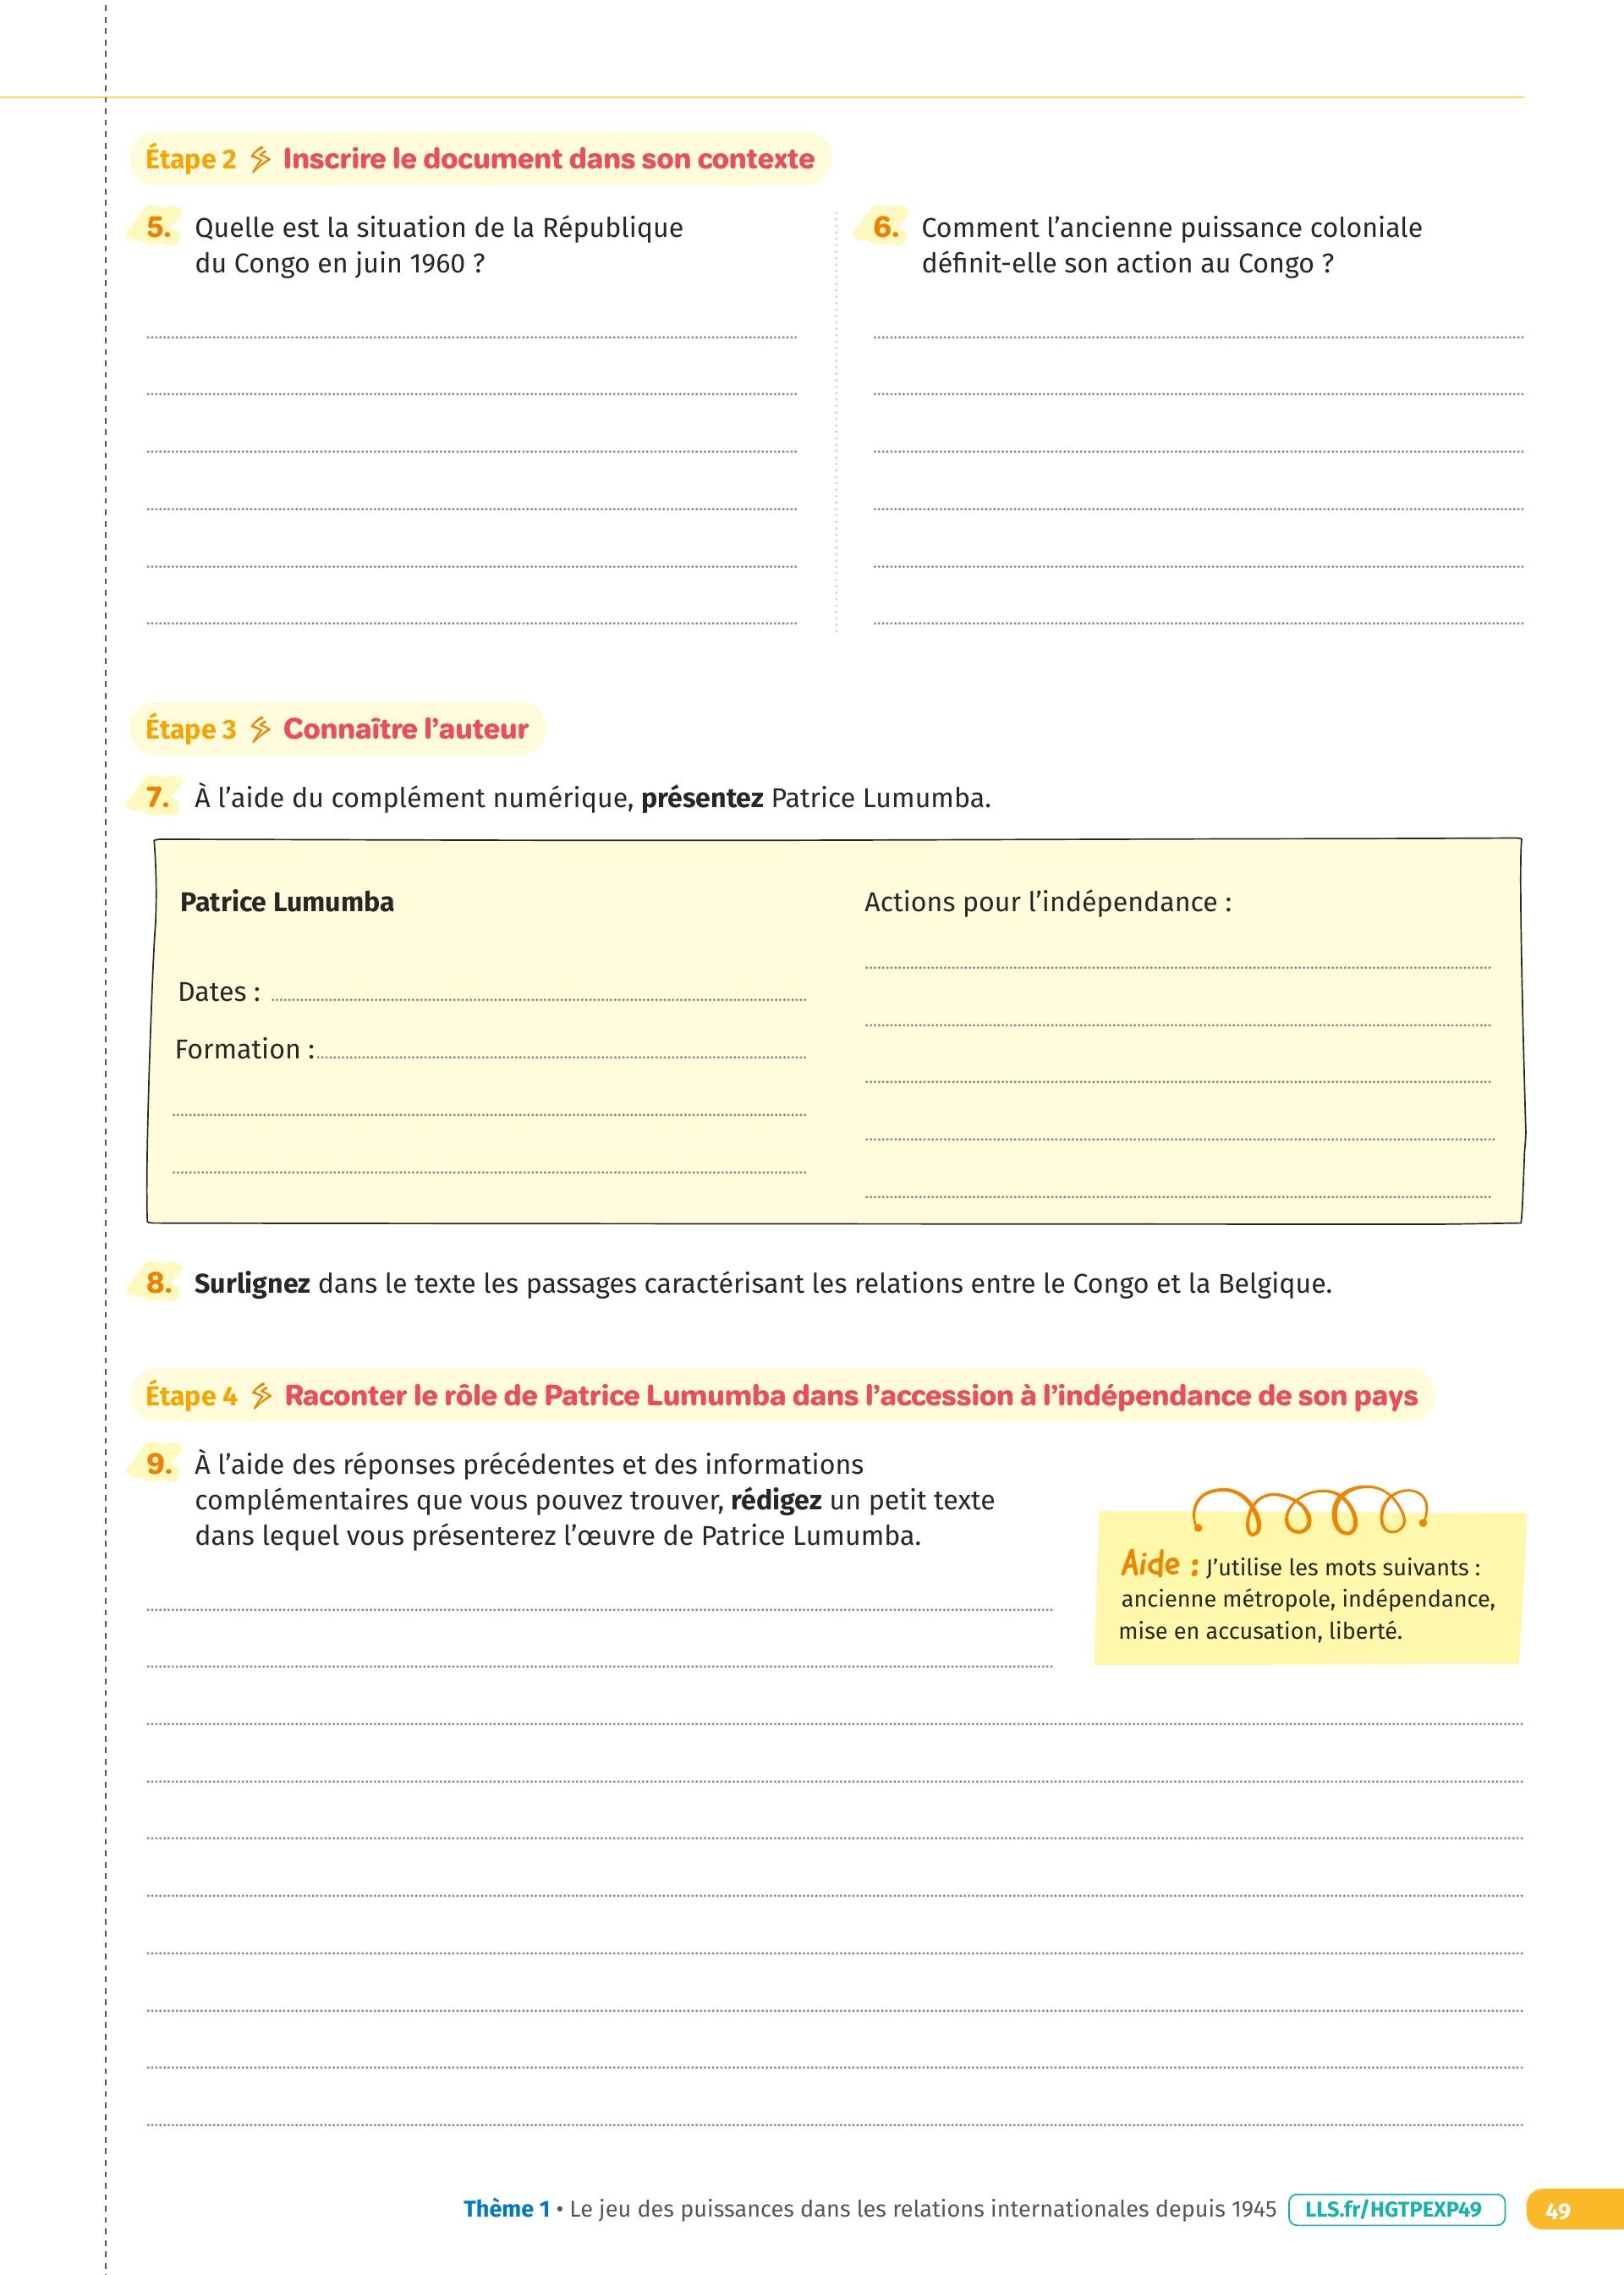 Étape 2 Inscrire le document dans son contexte
5. Quelle est la situation de la République
du Congo en juin 1960 ?
6. Comment l’ancienne puissance coloniale
définit-elle son action au Congo ?
Étape 3 Connaître l’auteur
7. À l’aide du complément numérique, présentez Patrice Lumumba.
Patrice Lumumba
Dates :
Formation :
Actions pour l’indépendance :
8. Surlignez dans le texte les passages caractérisant les relations entre le Congo et la Belgique.
Étape 4 Raconter le rôle de Patrice Lumumba dans l’accession à l’indépendance de son pays
9. À l’aide des réponses précédentes et des informations
complémentaires que vous pouvez trouver, rédigez un petit texte
dans lequel vous présenterez l’œuvre de Patrice Lumumba.
Aide : J’utilise les mots suivants :
ancienne métropole, indépendance,
mise en accusation, liberté.
Thème 1 • Le jeu des puissances dans les relations internationales depuis 1945 LLS.fr/HGTPEXP49 49